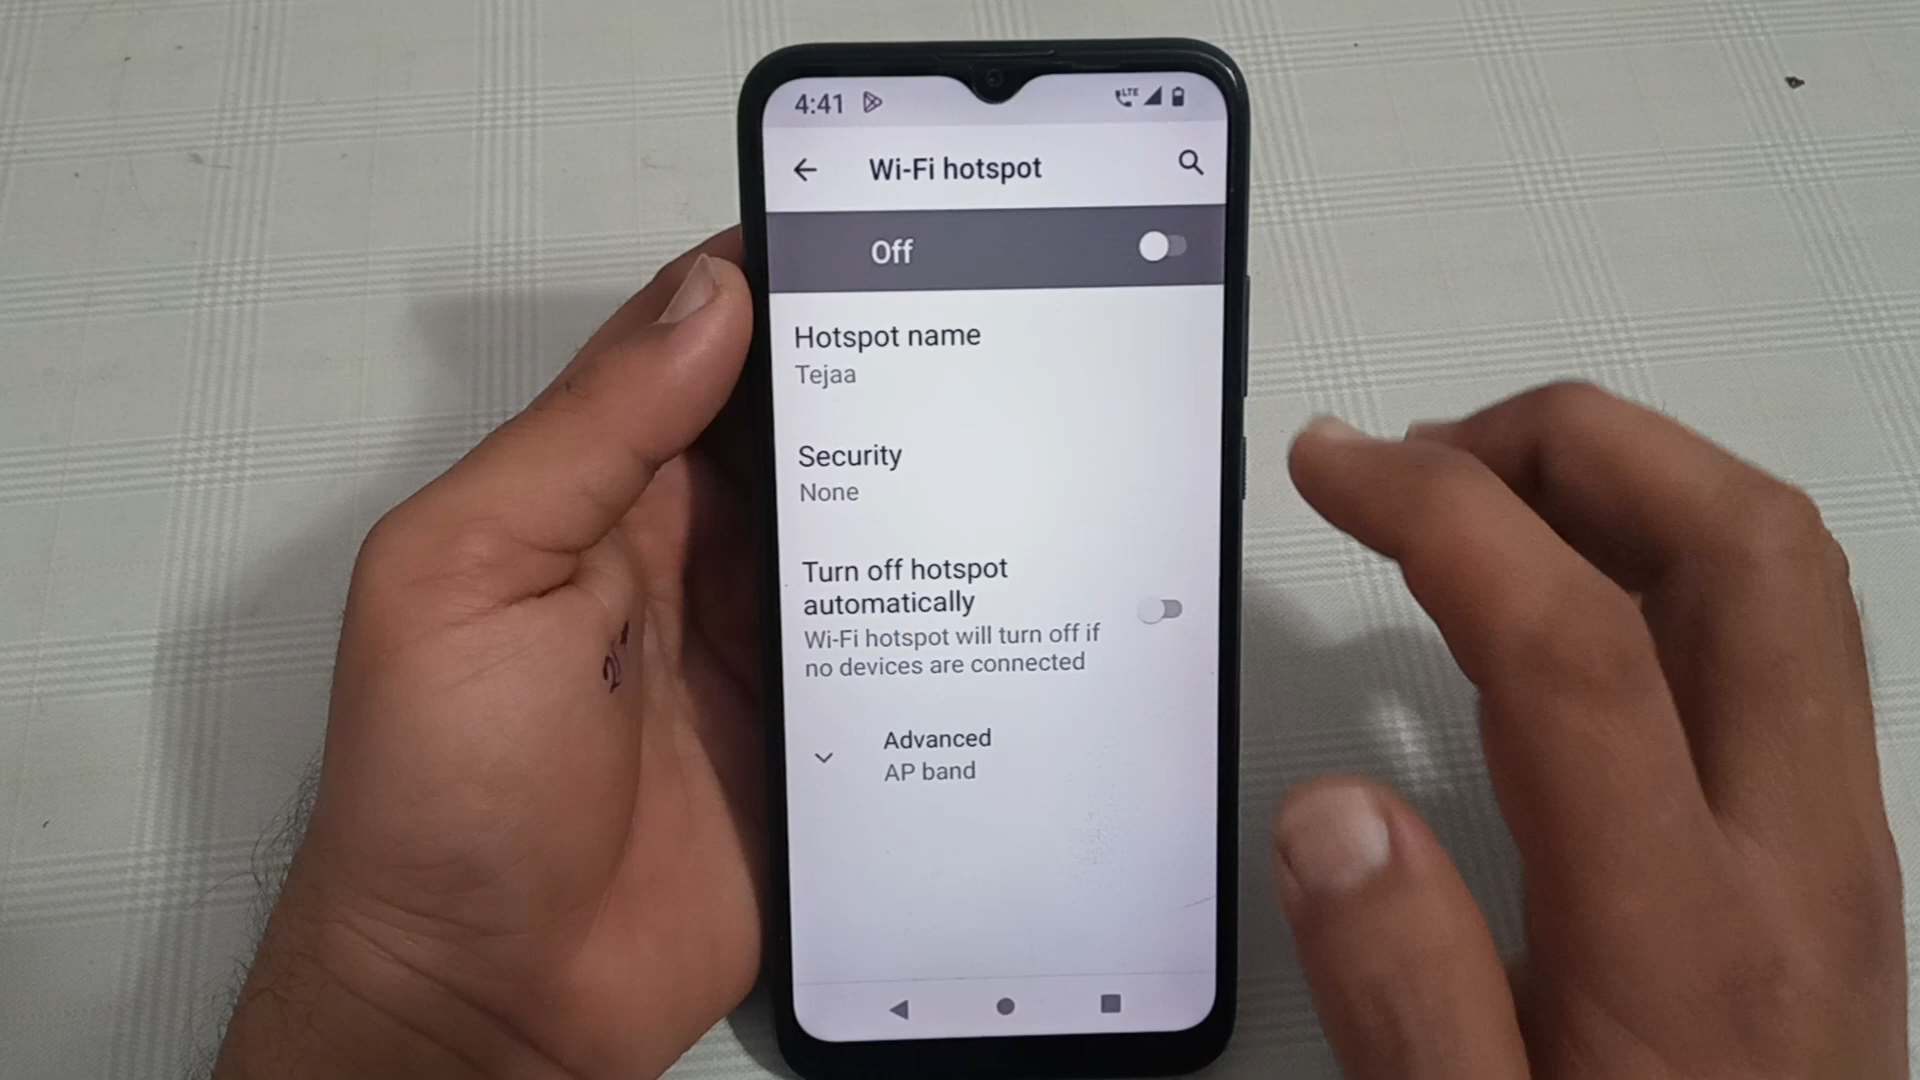 4:41
LTE
Wi-Fi hotspot
Off
Hotspot name
Tejaa
Security
None
Turn off hotspot
automatically
Wi-Fi hotspot will turn off if
no devices are connected
Advanced
AP band